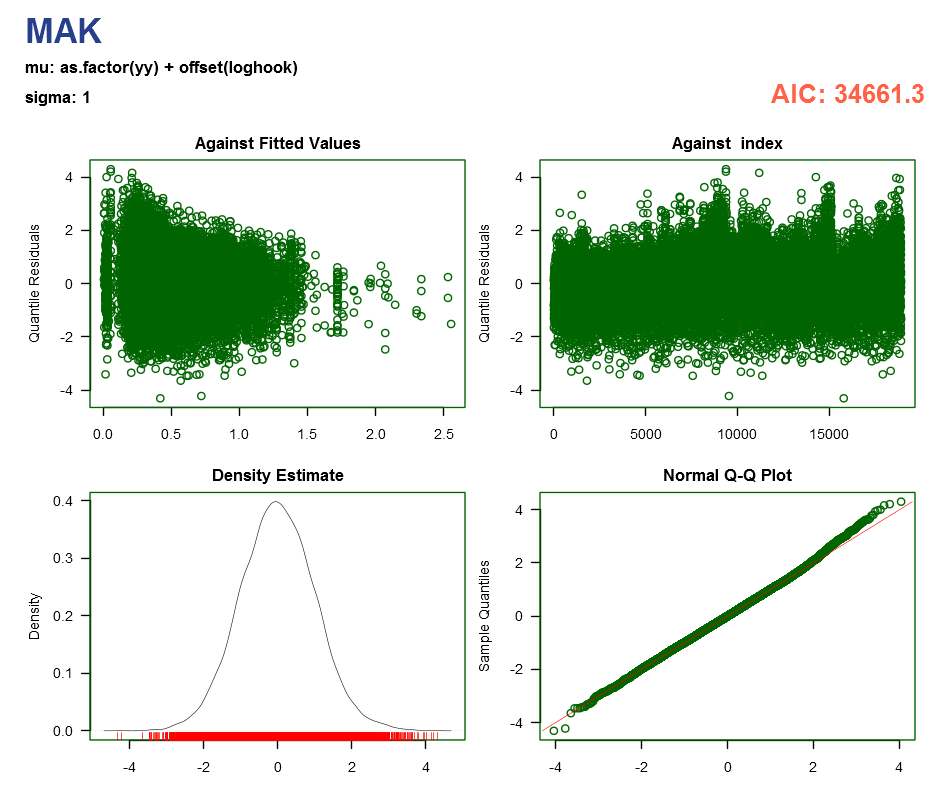 MAK
mu: as.factor(yy) + offset(loghook)
sigma: 1
AIC: 34661.3
Against Fitted Values
Quantile Residuals
4
2
0
-2
-4
0.0 0.5 1.0 1.5 2.0 2.5
Against  index
Quantile Residuals
4
2
0
-2
-4
0 5000 10000 15000
Density Estimate
Density
0.4
0.3
0.2
0.1
0.0
-4 -2 0 2 4
Normal Q-Q Plot
Sample Quantiles
4
2
0
-2
-4
-4 -2 0 2 4